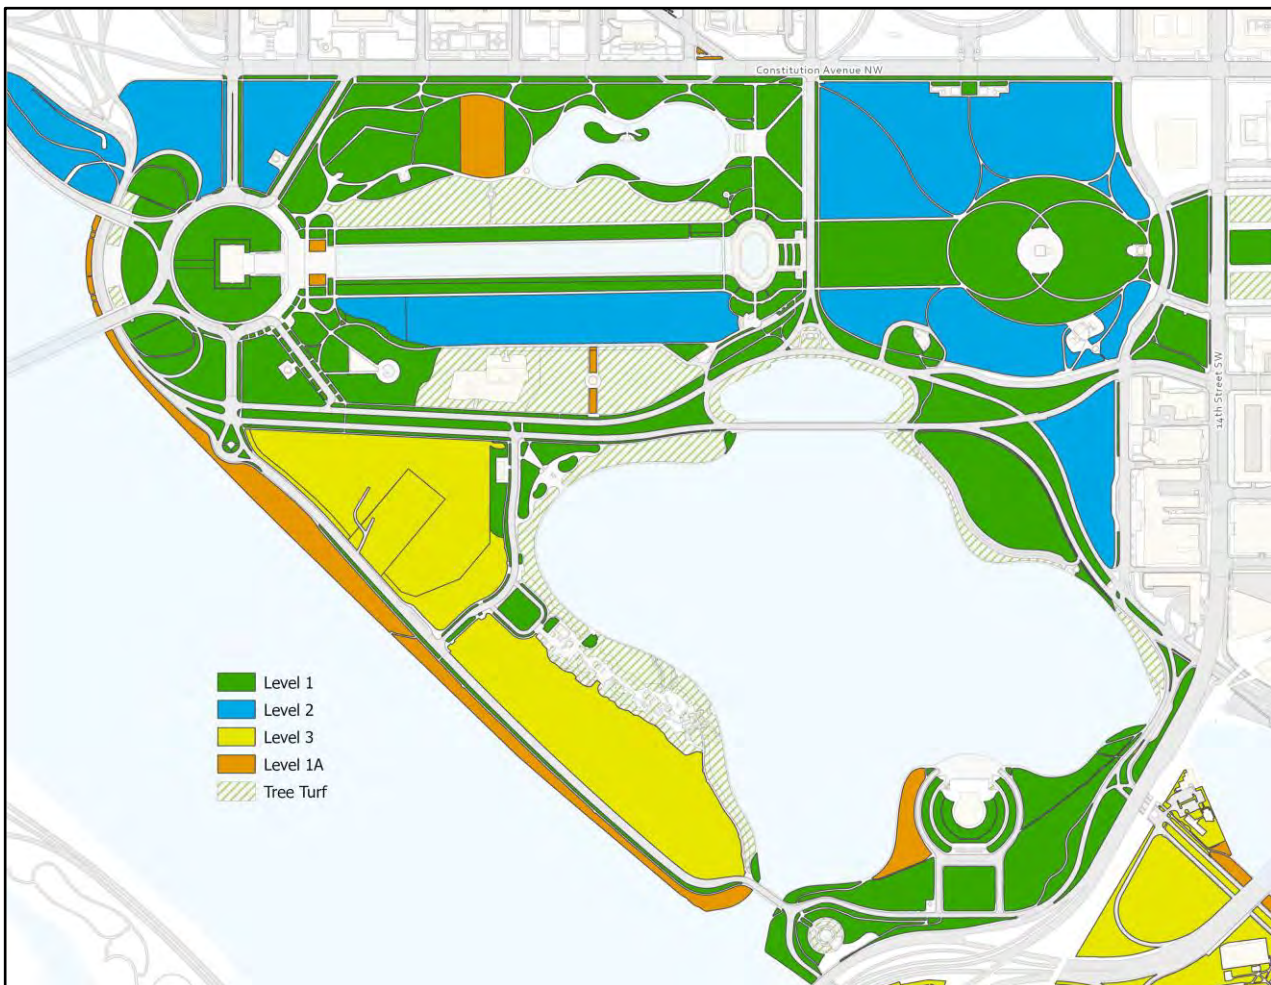 Constitution Avenue NW
14th Street SW
Level 1
Level 2
Level 3
Level 1A
Tree Turf